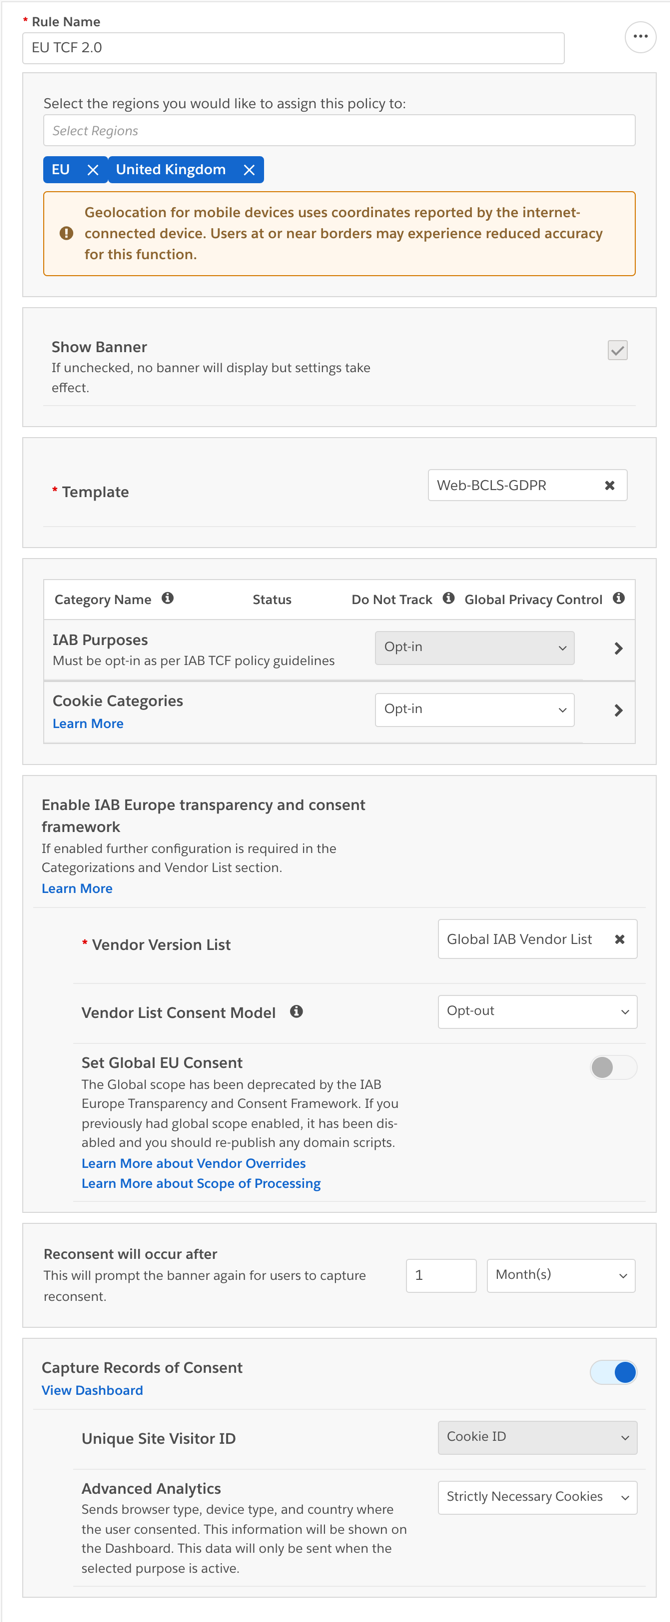 * Rule Name
EU TCF 2.0
Select the regions you would like to assign this policy to:
Select Regions
EU
United Kingdom
Geolocation for mobile devices uses coordinates reported by the internet-
connected device. Users at or near borders may experience reduced accuracy
for this function.
Show Banner
If unchecked, no banner will display but settings take
effect.
* Template
Web-BCLS-GDPR
Category Name Status Do Not Track Global Privacy Control
IAB Purposes
Must be opt-in as per IAB TCF policy guidelines
Opt-in
Cookie Categories
Learn More
Opt-in
Enable IAB Europe transparency and consent
framework
If enabled further configuration is required in the
Categorizations and Vendor List section.
Learn More
* Vendor Version List
Global IAB Vendor List
Vendor List Consent Model
Opt-out
Set Global EU Consent
The Global scope has been deprecated by the IAB
Europe Transparency and Consent Framework. If you
previously had global scope enabled, it has been dis-
abled and you should re-publish any domain scripts.
Learn More about Vendor Overrides
Learn More about Scope of Processing
Reconsent will occur after
This will prompt the banner again for users to capture
reconsent.
1
Month(s)
Capture Records of Consent
View Dashboard
Unique Site Visitor ID
Cookie ID
Advanced Analytics
Sends browser type, device type, and country where
the user consented. This information will be shown on
the Dashboard. This data will only be sent when the
selected purpose is active.
Strictly Necessary Cookies